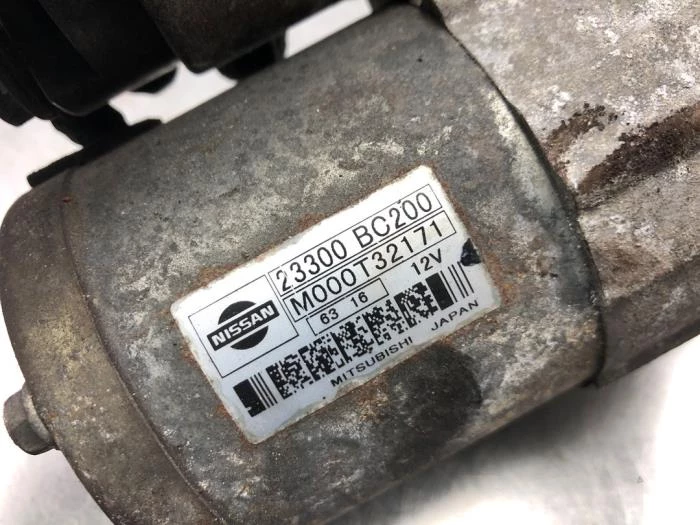 NISSAN
23300 BC200
M000T32171
63 16 12V
MITSUBISHI JAPAN